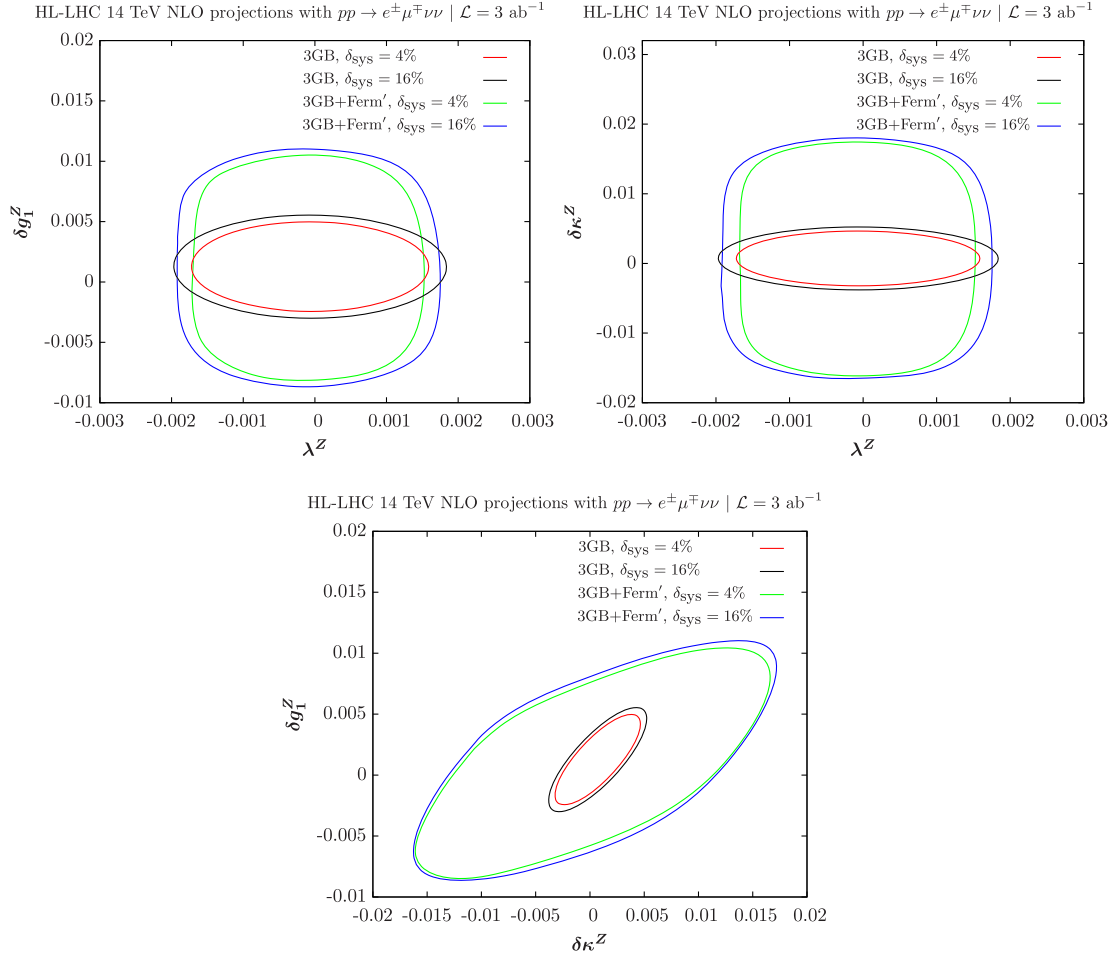 HL-LHC 14 TeV NLO projections with pp → e±μ∓νν | ℒ = 3 ab⁻¹
0.02
0.015
0.01
0.005
0
-0.005
-0.01
δg₁ᶻ
3GB, δsys = 4%
3GB, δsys = 16%
3GB+Ferm′, δsys = 4%
3GB+Ferm′, δsys = 16%
-0.003 -0.002 -0.001 0 0.001 0.002 0.003
λᶻ
HL-LHC 14 TeV NLO projections with pp → e±μ∓νν | ℒ = 3 ab⁻¹
0.03
0.02
0.01
0
-0.01
-0.02
δκᶻ
3GB, δsys = 4%
3GB, δsys = 16%
3GB+Ferm′, δsys = 4%
3GB+Ferm′, δsys = 16%
-0.003 -0.002 -0.001 0 0.001 0.002 0.003
λᶻ
HL-LHC 14 TeV NLO projections with pp → e±μ∓νν | ℒ = 3 ab⁻¹
0.02
0.015
0.01
0.005
0
-0.005
-0.01
δg₁ᶻ
3GB, δsys = 4%
3GB, δsys = 16%
3GB+Ferm′, δsys = 4%
3GB+Ferm′, δsys = 16%
-0.02 -0.015 -0.01 -0.005 0 0.005 0.01 0.015 0.02
δκᶻ